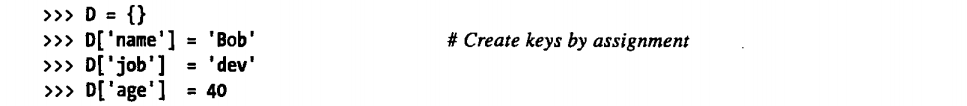 >>> D = {}
>>> D['name'] = 'Bob' # Create keys by assignment
>>> D['job'] = 'dev'
>>> D['age'] = 40